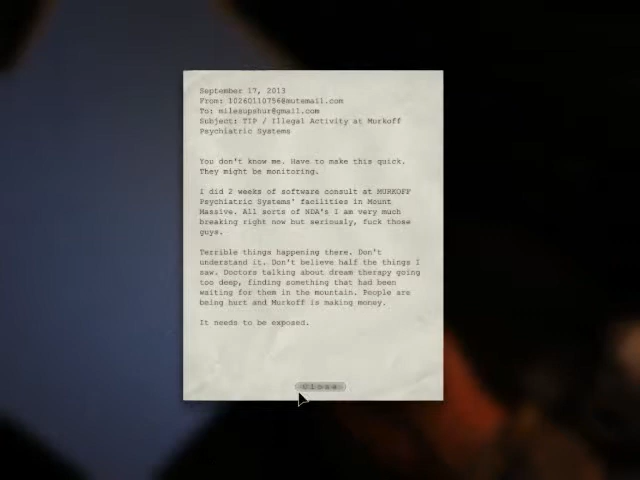 September 17, 2013
From: 10260110756@mutemail.com
To: milesupshur@gmail.com
Subject: TIP / Illegal Activity at Murkoff
Psychiatric Systems
You don't know me. Have to make this quick.
They might be monitoring.
I did 2 weeks of software consult at MURKOFF
Psychiatric Systems' facilities in Mount
Massive. All sorts of NDA's I am very much
breaking right now but seriously, fuck those
guys.
Terrible things happening there. Don't
understand it. Don't believe half the things I
saw. Doctors talking about dream therapy going
too deep, finding something that had been
waiting for them in the mountain. People are
being hurt and Murkoff is making money.
It needs to be exposed.
Close